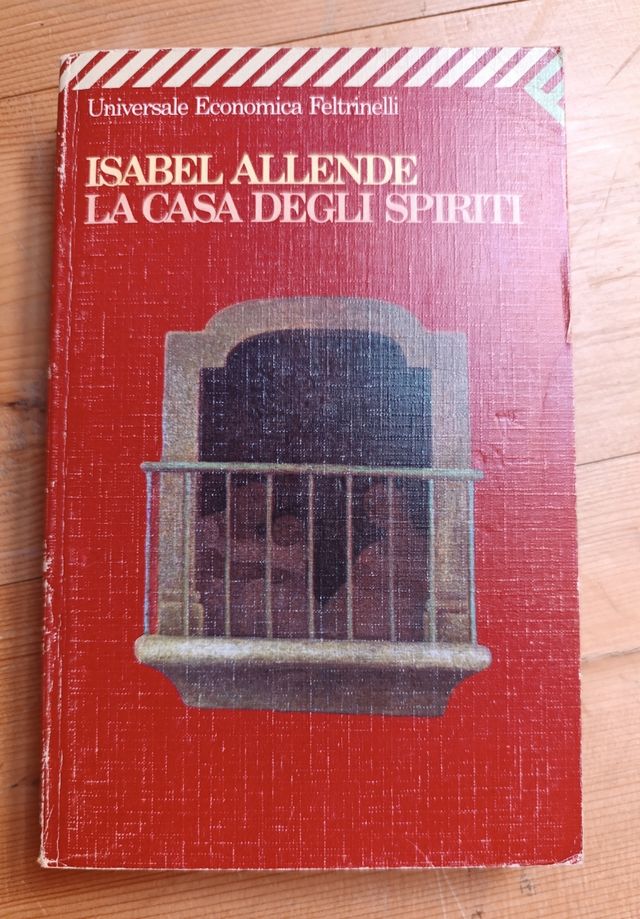 Universale Economica Feltrinelli
ISABEL ALLENDE
LA CASA DEGLI SPIRITI